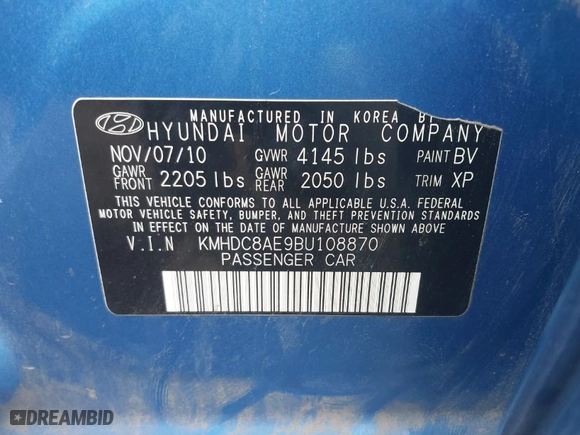 MANUFACTURED IN KOREA BY
HYUNDAI MOTOR COMPANY
NOV/07/10 GVWR 4145 lbs PAINT BV
GAWR FRONT 2205 lbs GAWR REAR 2050 lbs TRIM XP
THIS VEHICLE CONFORMS TO ALL APPLICABLE U.S.A. FEDERAL
MOTOR VEHICLE SAFETY, BUMPER, AND THEFT PREVENTION STANDARDS
IN EFFECT ON THE DATE OF MANUFACTURE SHOWN ABOVE
V.I.N KMHDC8AE9BU108870
PASSENGER CAR
DREAMBID